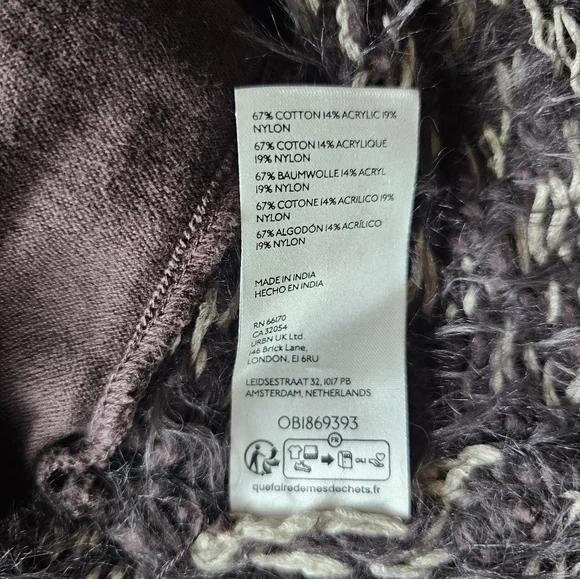 67% COTTON 14% ACRYLIC 19%
NYLON
67% COTON 14% ACRYLIQUE
19% NYLON
67% BAUMWOLLE 14% ACRYL
19% NYLON
67% COTONE 14% ACRILICO 19%
NYLON
67% ALGODÓN 14% ACRÍLICO
19% NYLON
MADE IN INDIA
HECHO EN INDIA
RN 66170
CA 32054
URBN UK Ltd.
146 Brick Lane,
LONDON, E1 6RU
LEIDSESTRAAT 32, 1017 PB
AMSTERDAM, NETHERLANDS
OB1869393
FR
OU
quefairedemesdechets.fr